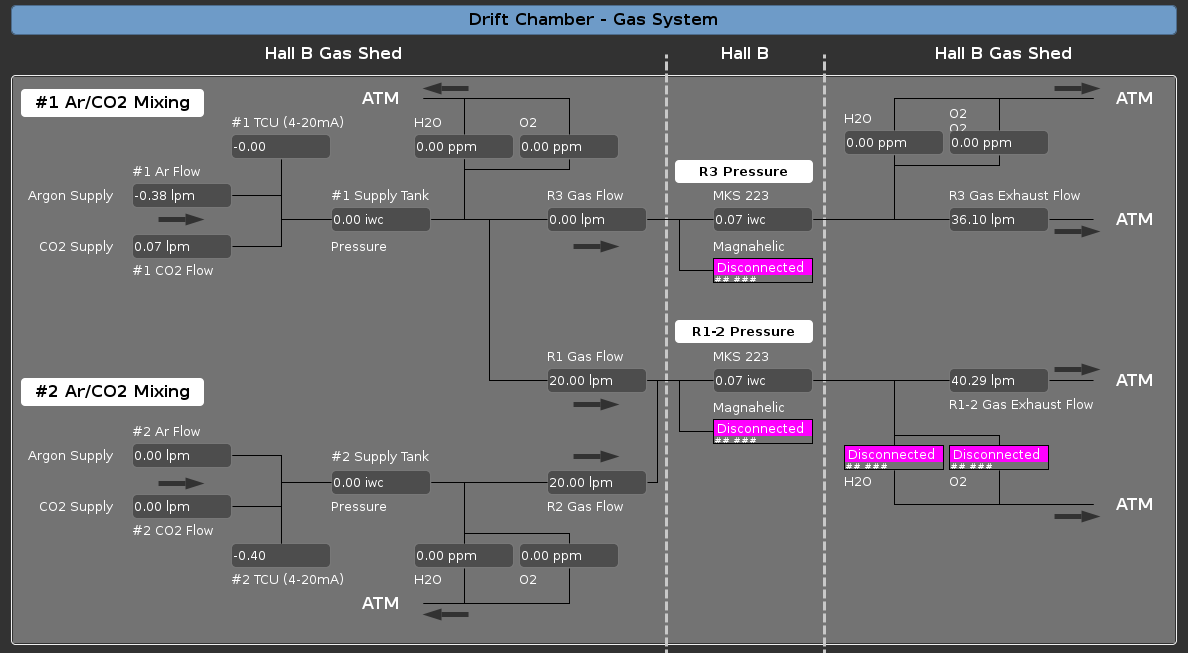 Drift Chamber - Gas System
Hall B Gas Shed
Hall B
Hall B Gas Shed
#1 Ar/CO2 Mixing
ATM
#1 TCU (4-20mA)
-0.00
H2O
0.00 ppm
O2
0.00 ppm
#1 Ar Flow
Argon Supply
-0.38 lpm
CO2 Supply
0.07 lpm
#1 CO2 Flow
#1 Supply Tank
0.00 iwc
Pressure
R3 Gas Flow
0.00 lpm
R3 Pressure
MKS 223
0.07 iwc
Magnahelic
Disconnected
## ###
H2O
0.00 ppm
O2
O2
0.00 ppm
ATM
R3 Gas Exhaust Flow
36.10 lpm
ATM
R1 Gas Flow
20.00 lpm
R1-2 Pressure
MKS 223
0.07 iwc
Magnahelic
Disconnected
## ###
40.29 lpm
ATM
R1-2 Gas Exhaust Flow
Disconnected
## ###
H2O
Disconnected
## ###
O2
ATM
#2 Ar/CO2 Mixing
#2 Ar Flow
Argon Supply
0.00 lpm
CO2 Supply
0.00 lpm
#2 CO2 Flow
#2 Supply Tank
0.00 iwc
Pressure
20.00 lpm
R2 Gas Flow
-0.40
#2 TCU (4-20mA)
0.00 ppm
H2O
0.00 ppm
O2
ATM